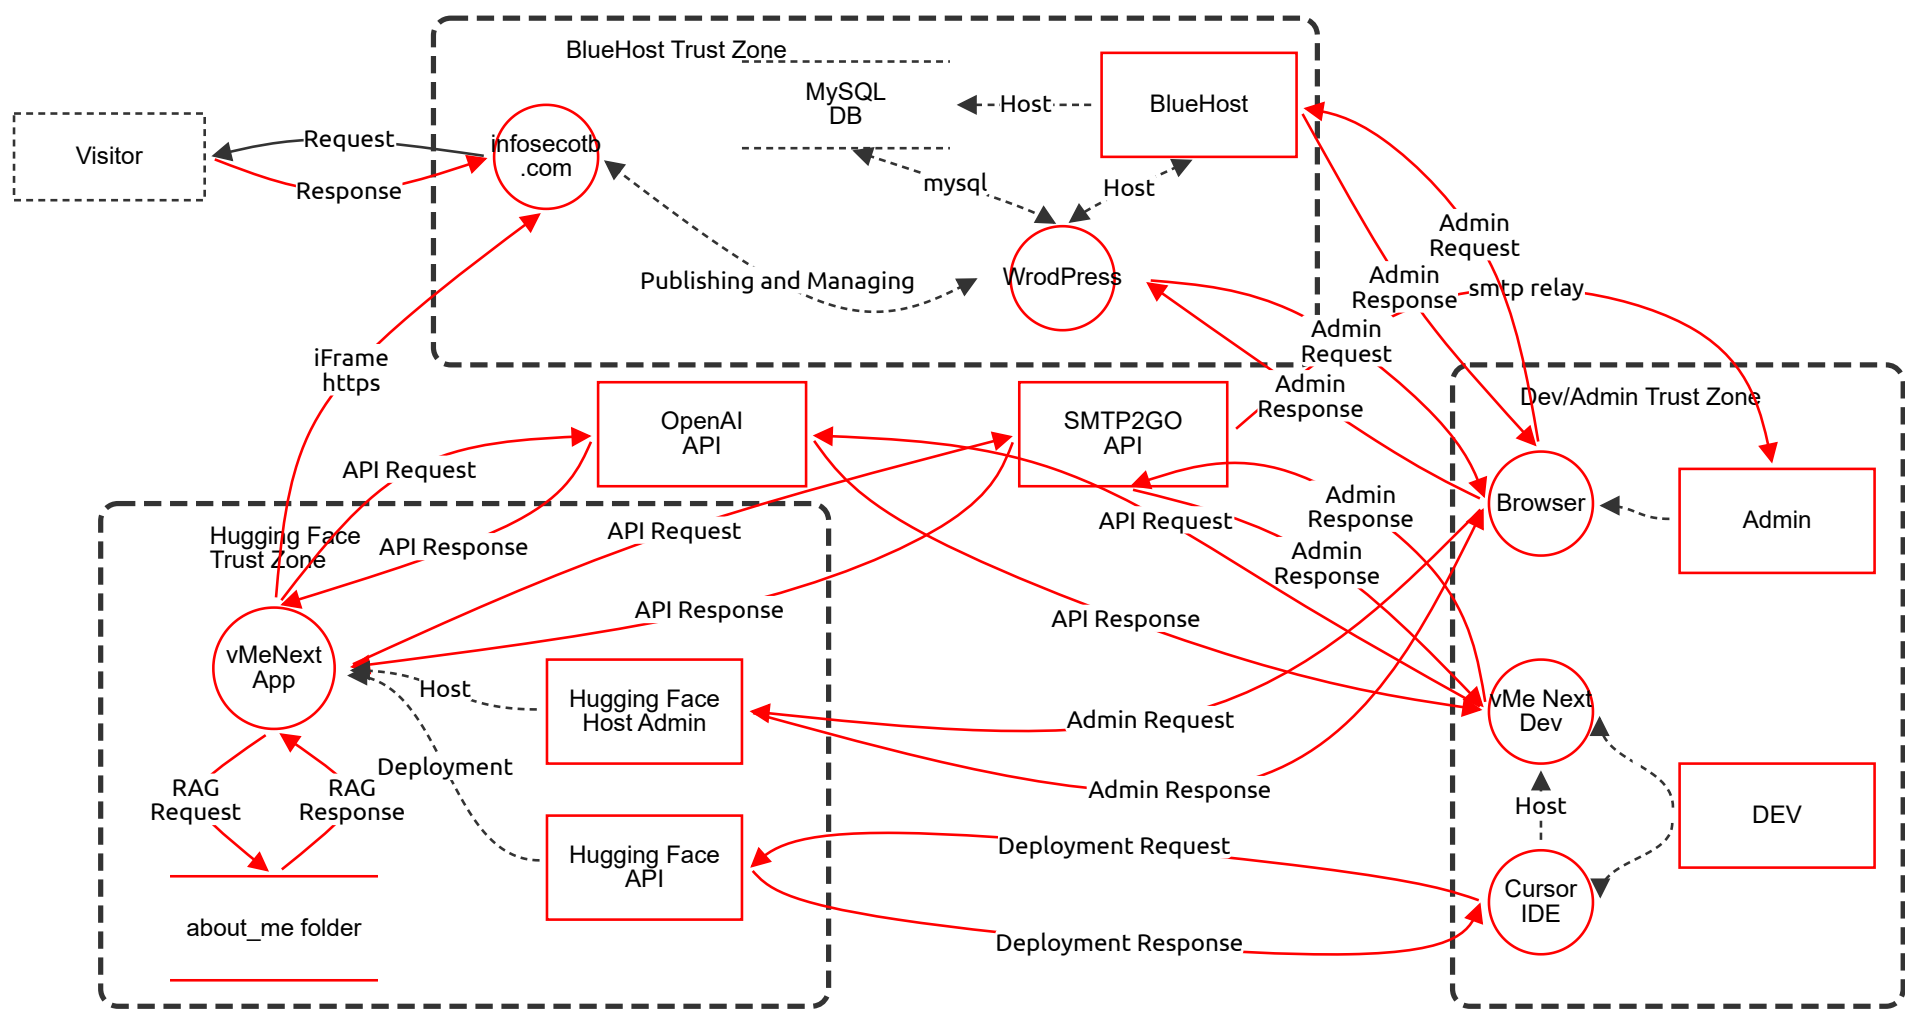 BlueHost Trust Zone
MySQL
DB
Host
BlueHost
Visitor
Request
Response
infosecotb
.com
mysql
Host
Publishing and Managing
WrodPress
Admin
Request
Admin
Response
smtp relay
Admin
Request
Admin
Response
iFrame
https
OpenAI
API
SMTP2GO
API
Dev/Admin Trust Zone
API Request
Hugging Face
Trust Zone
API Response
API Request
API Request
Admin
Response
Admin
Response
Browser
Admin
API Response
API Response
vMeNext
App
Host
Hugging Face
Host Admin
Admin Request
vMe Next
Dev
Deployment
RAG
Request
RAG
Response
Admin Response
Host
DEV
Hugging Face
API
Deployment Request
Cursor
IDE
about_me folder
Deployment Response